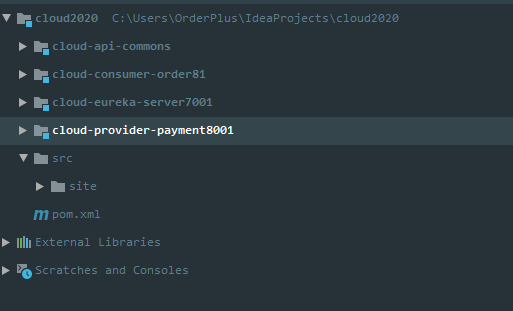 cloud2020 C:\Users\OrderPlus\IdeaProjects\cloud2020
cloud-api-commons
cloud-consumer-order81
cloud-eureka-server7001
cloud-provider-payment8001
src
site
pom.xml
External Libraries
Scratches and Consoles